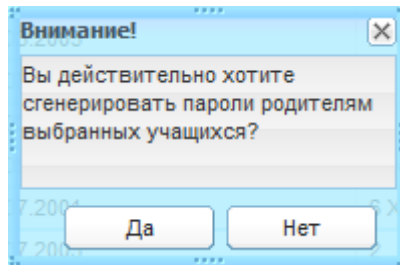 Внимание!
Вы действительно хотите
сгенерировать пароли родителям
выбранных учащихся?
Да
Нет